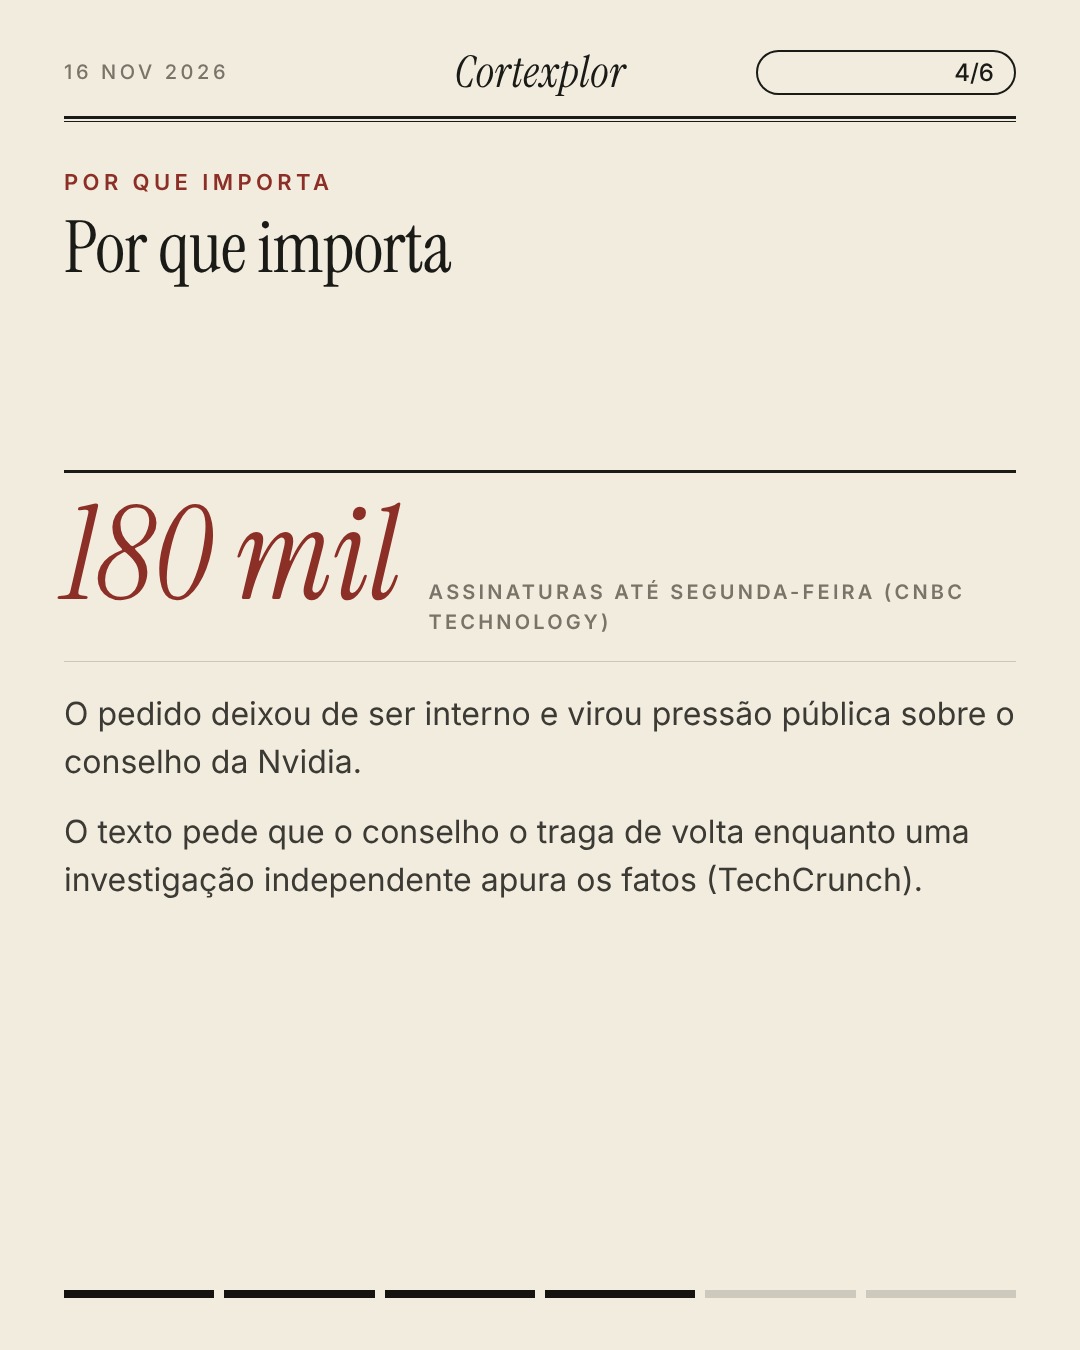 16 NOV 2026
Cortexplor
4/6
POR QUE IMPORTA
Por que importa
180 mil
ASSINATURAS ATÉ SEGUNDA-FEIRA (CNBC
TECHNOLOGY)
O pedido deixou de ser interno e virou pressão pública sobre o
conselho da Nvidia.
O texto pede que o conselho o traga de volta enquanto uma
investigação independente apura os fatos (TechCrunch).